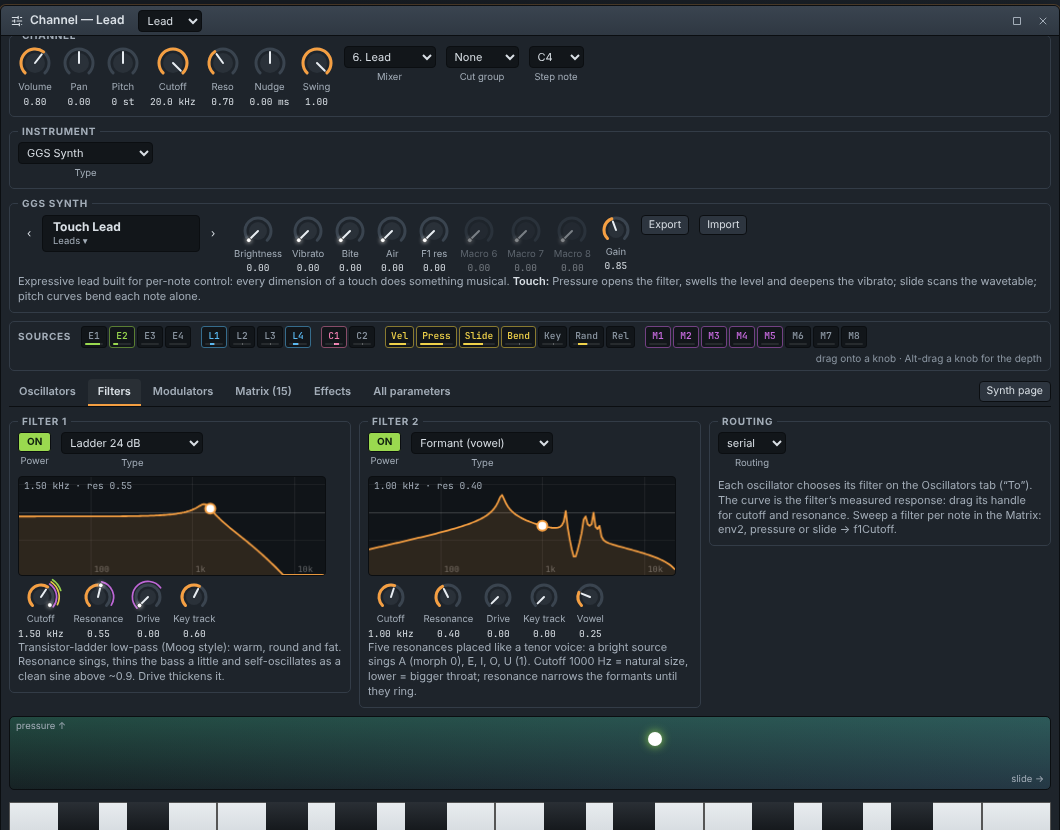 Channel — Lead
Lead
CHANNEL
6. Lead
None
C4
Volume
Pan
Pitch
Cutoff
Reso
Nudge
Swing
Mixer
Cut group
Step note
0.80
0.00
0 st
20.0 kHz
0.70
0.00 ms
1.00
INSTRUMENT
GGS Synth
Type
GGS SYNTH
‹
Touch Lead
Leads ▾
›
Brightness
Vibrato
Bite
Air
F1 res
Macro 6
Macro 7
Macro 8
Gain
0.00
0.00
0.00
0.00
0.00
0.00
0.00
0.00
0.85
Export
Import
Expressive lead built for per-note control: every dimension of a touch does something musical. Touch: Pressure opens the filter, swells the level and deepens the vibrato; slide scans the wavetable;
pitch curves bend each note alone.
SOURCES
E1
E2
E3
E4
L1
L2
L3
L4
C1
C2
Vel
Press
Slide
Bend
Key
Rand
Rel
M1
M2
M3
M4
M5
M6
M7
M8
drag onto a knob · Alt-drag a knob for the depth
Oscillators
Filters
Modulators
Matrix (15)
Effects
All parameters
Synth page
FILTER 1
ON
Power
Ladder 24 dB
Type
1.50 kHz · res 0.55
100
1k
10k
Cutoff
Resonance
Drive
Key track
1.50 kHz
0.55
0.00
0.60
Transistor-ladder low-pass (Moog style): warm, round and fat.
Resonance sings, thins the bass a little and self-oscillates as a
clean sine above ~0.9. Drive thickens it.
FILTER 2
ON
Power
Formant (vowel)
Type
1.00 kHz · res 0.40
100
1k
10k
Cutoff
Resonance
Drive
Key track
Vowel
1.00 kHz
0.40
0.00
0.00
0.25
Five resonances placed like a tenor voice: a bright source
sings A (morph 0), E, I, O, U (1). Cutoff 1000 Hz = natural size,
lower = bigger throat; resonance narrows the formants until
they ring.
ROUTING
serial
Routing
Each oscillator chooses its filter on the Oscillators tab (“To”).
The curve is the filter’s measured response: drag its handle
for cutoff and resonance. Sweep a filter per note in the Matrix:
env2, pressure or slide → f1Cutoff.
pressure ↑
slide →